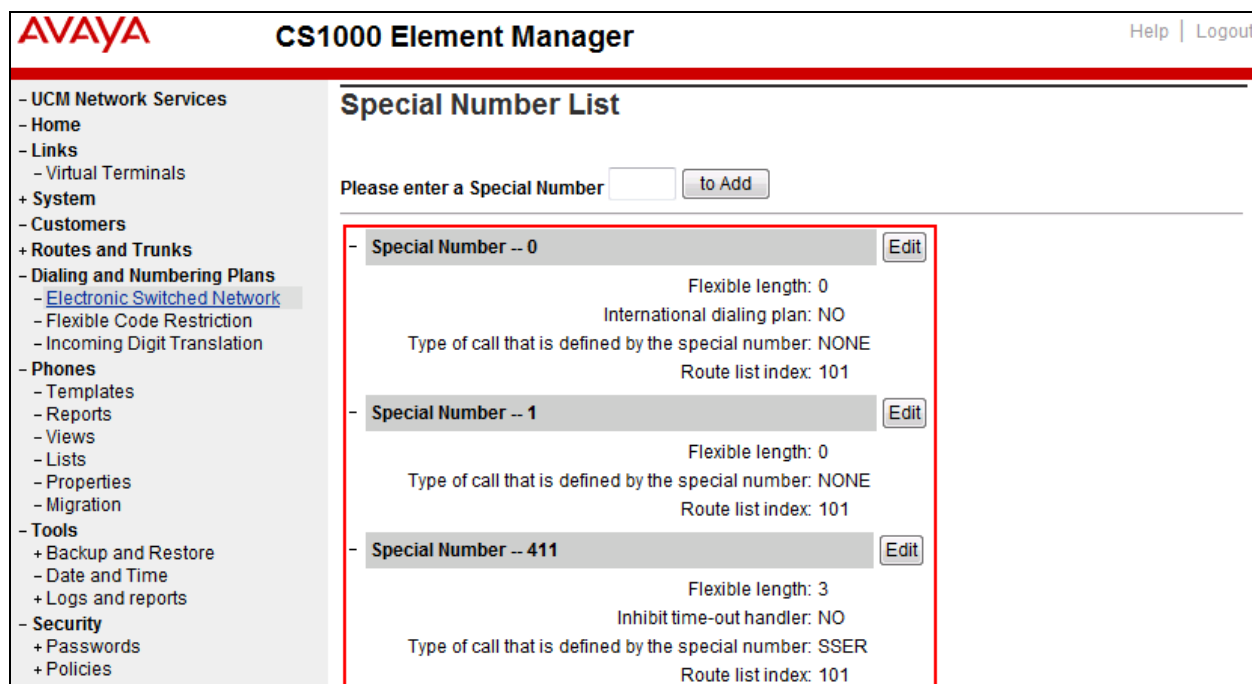 AVAYA
CS1000 Element Manager
Help | Logout
- UCM Network Services
- Home
- Links
- Virtual Terminals
+ System
- Customers
+ Routes and Trunks
- Dialing and Numbering Plans
- Electronic Switched Network
- Flexible Code Restriction
- Incoming Digit Translation
- Phones
- Templates
- Reports
- Views
- Lists
- Properties
- Migration
- Tools
+ Backup and Restore
- Date and Time
+ Logs and reports
- Security
+ Passwords
+ Policies
Special Number List
Please enter a Special Number to Add
- Special Number -- 0 Edit
Flexible length: 0
International dialing plan: NO
Type of call that is defined by the special number: NONE
Route list index: 101
- Special Number -- 1 Edit
Flexible length: 0
Type of call that is defined by the special number: NONE
Route list index: 101
- Special Number -- 411 Edit
Flexible length: 3
Inhibit time-out handler: NO
Type of call that is defined by the special number: SSER
Route list index: 101